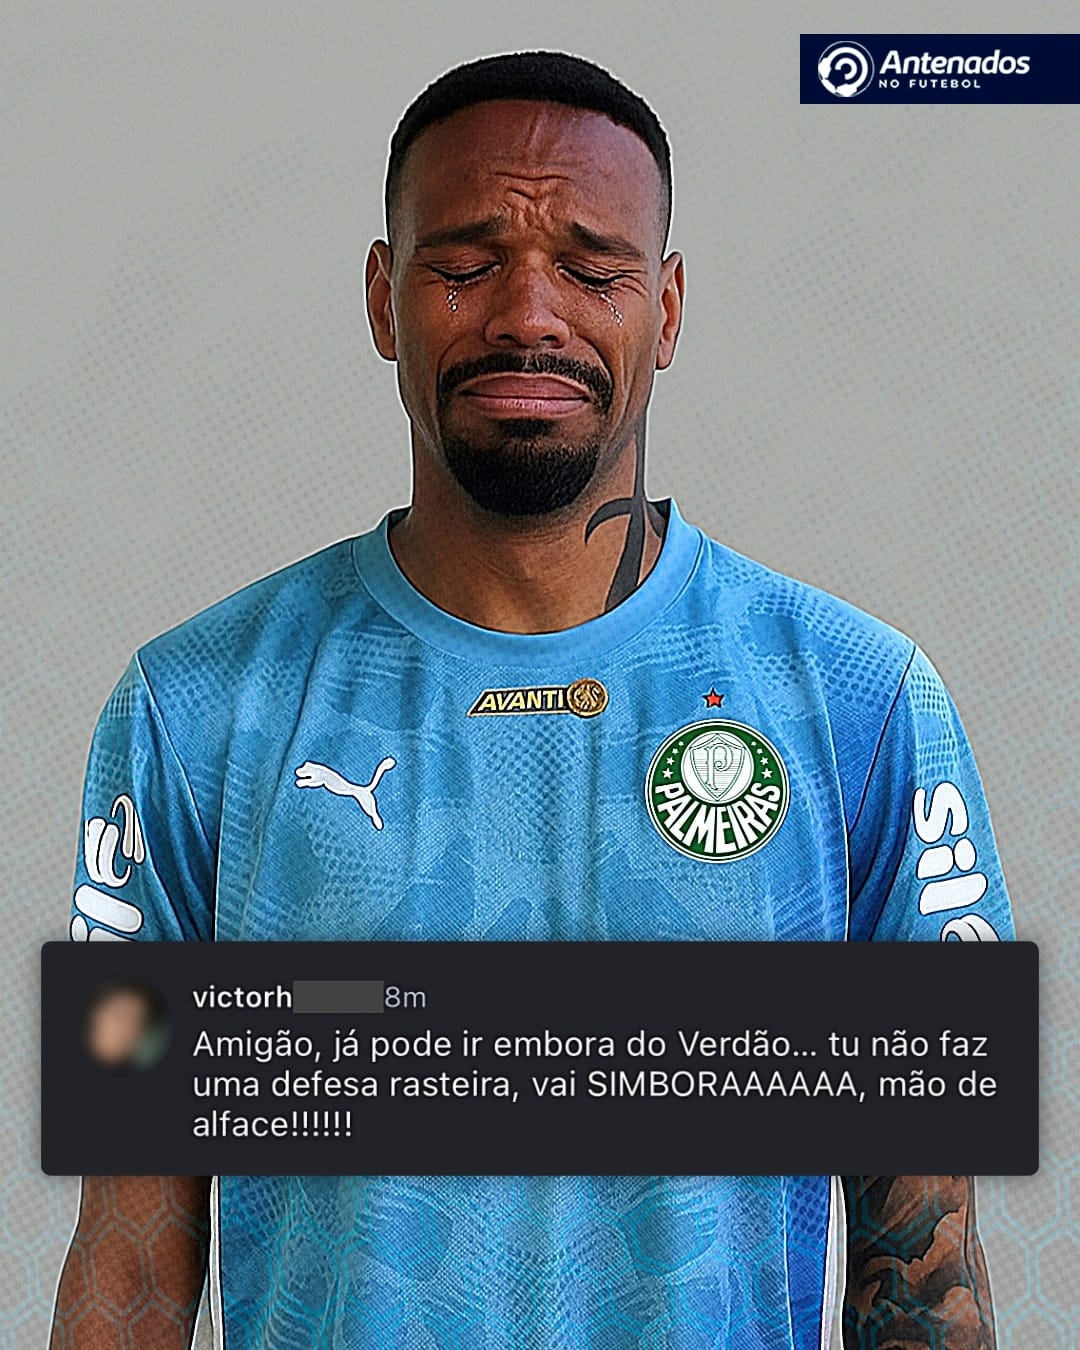 Antenados
NO FUTEBOL
AVANTI
P
PALMEIRAS
sil
victorh
8m
Amigão, já pode ir embora do Verdão... tu não faz
uma defesa rasteira, vai SIMBORAAAAAA, mão de
alface!!!!!!